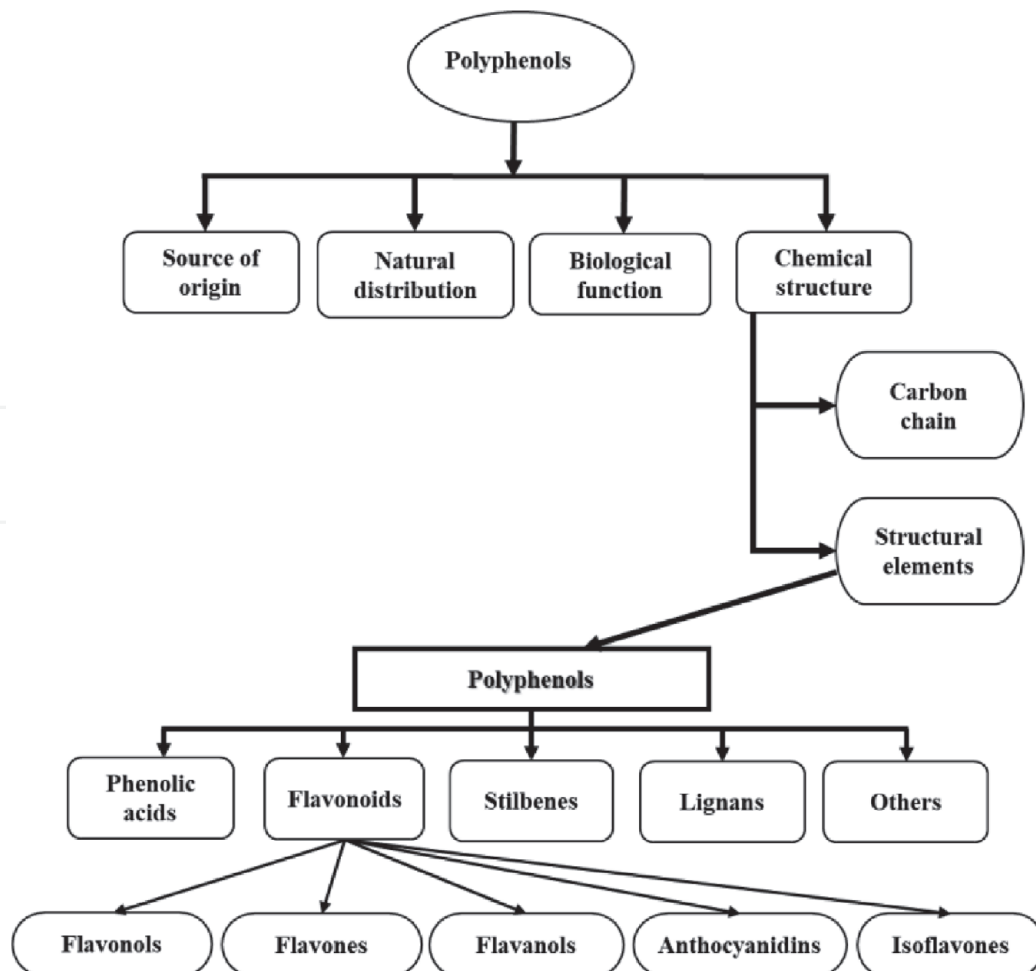 Polyphenols
Source of
origin
Natural
distribution
Biological
function
Chemical
structure
Carbon
chain
Structural
elements
Polyphenols
Phenolic
acids
Flavonoids
Stilbenes
Lignans
Others
Flavonols
Flavones
Flavanols
Anthocyanidins
Isoflavones